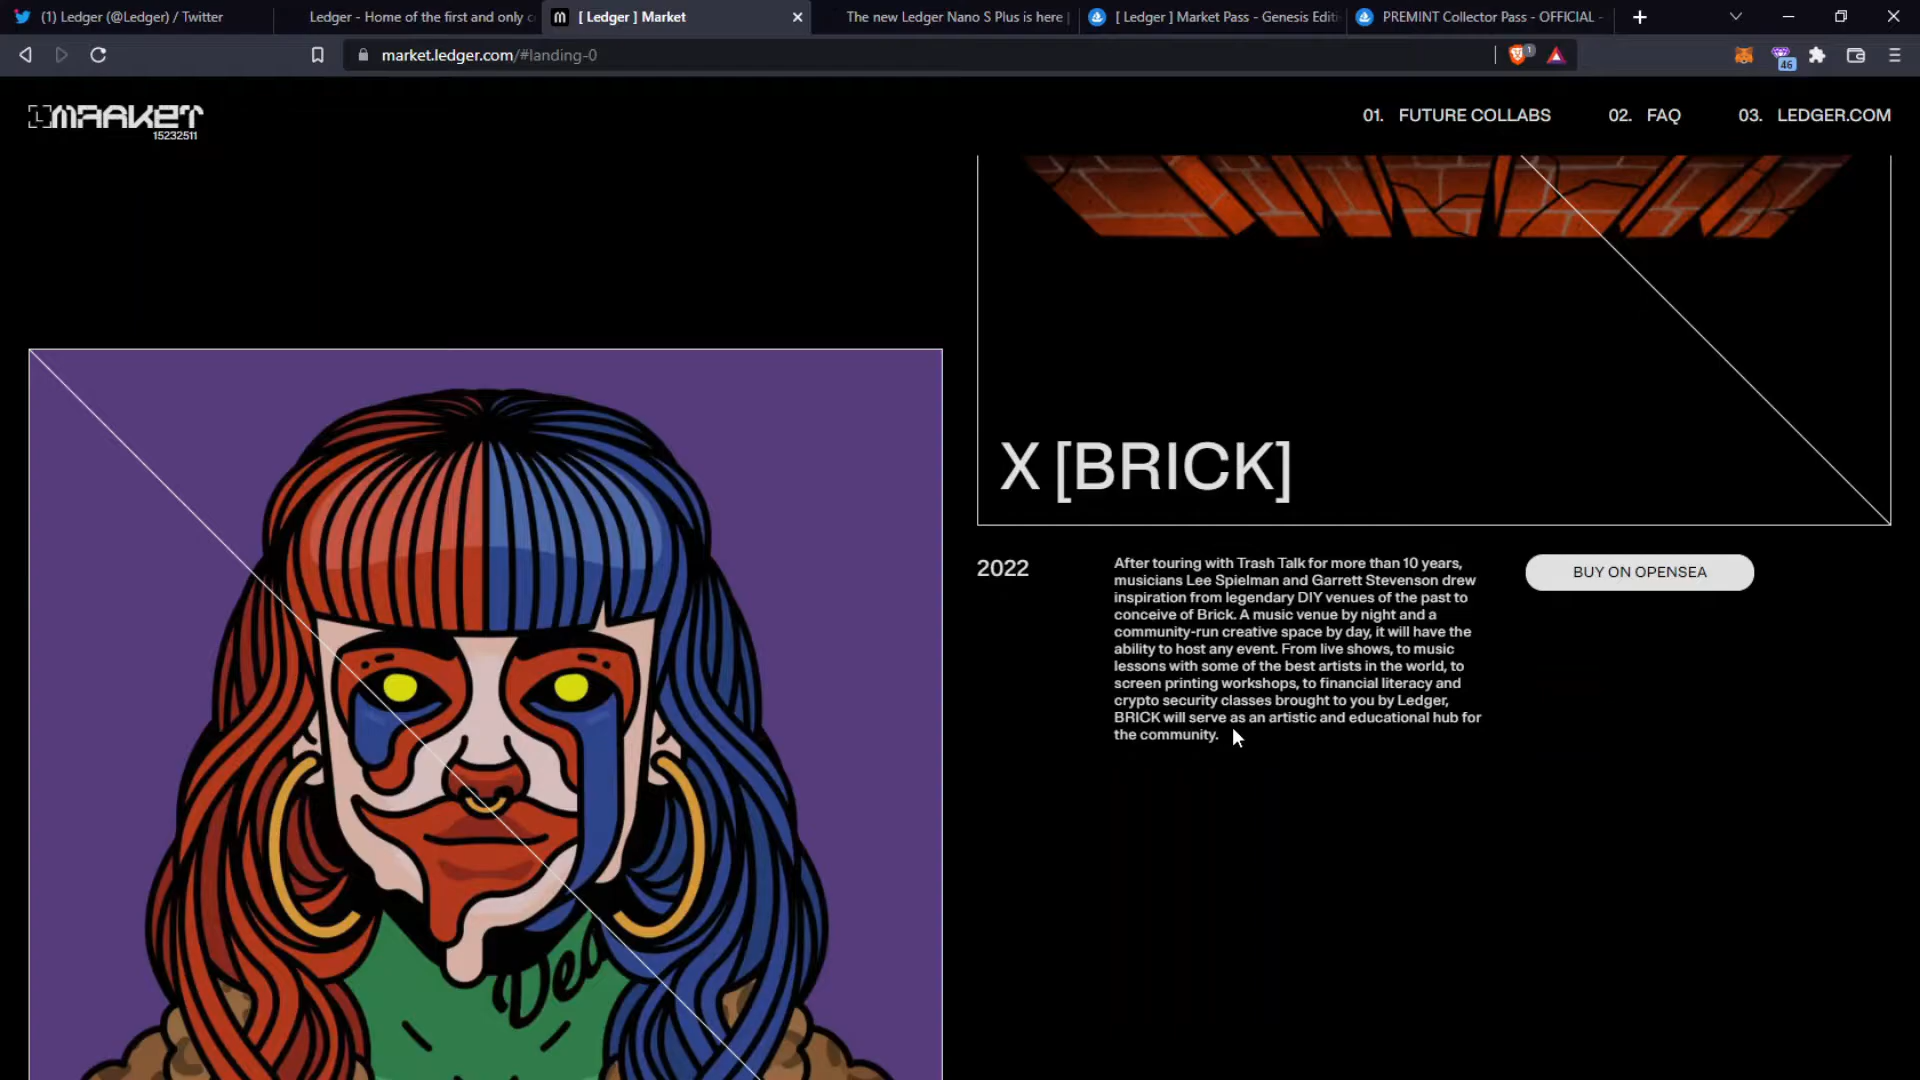 (1) Ledger (@Ledger) / Twitter
Ledger - Home of the first and only c
[ Ledger ] Market
The new Ledger Nano S Plus is here |
[ Ledger ] Market Pass - Genesis Editi
PREMINT Collector Pass - OFFICIAL -
market.ledger.com/#landing-0
1
46
MARKET
15232511
01. FUTURE COLLABS
02. FAQ
03. LEDGER.COM
X [BRICK]
2022
After touring with Trash Talk for more than 10 years,
musicians Lee Spielman and Garrett Stevenson drew
inspiration from legendary DIY venues of the past to
conceive of Brick. A music venue by night and a
community-run creative space by day, it will have the
ability to host any event. From live shows, to music
lessons with some of the best artists in the world, to
screen printing workshops, to financial literacy and
crypto security classes brought to you by Ledger,
BRICK will serve as an artistic and educational hub for
the community.
BUY ON OPENSEA